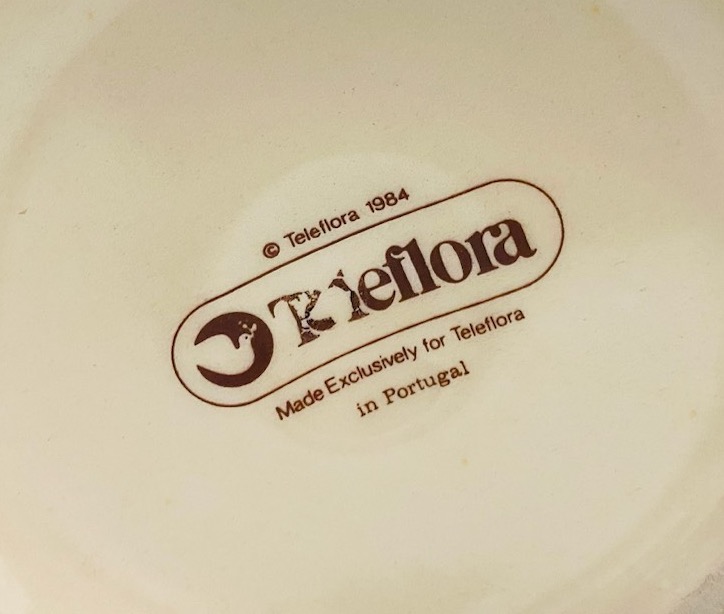 © Teleflora 1984
Teleflora
Made Exclusively for Teleflora
in Portugal